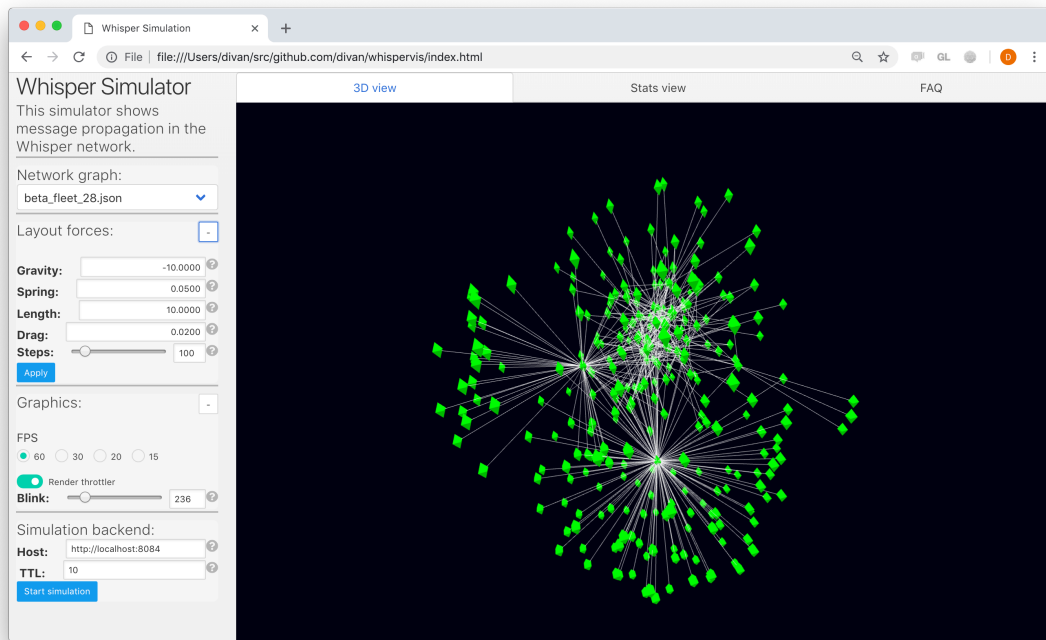 Whisper Simulation
File file:///Users/divan/src/github.com/divan/whispervis/index.html
GL
D
Whisper Simulator
This simulator shows
message propagation in the
Whisper network.
Network graph:
beta_fleet_28.json
Layout forces:
-
Gravity: -10.0000 ?
Spring: 0.0500 ?
Length: 10.0000 ?
Drag: 0.0200 ?
Steps: 100 ?
Apply
Graphics:
-
FPS
60 30 20 15
Render throttler
Blink: 236 ?
Simulation backend:
Host: http://localhost:8084 ?
TTL: 10 ?
Start simulation
3D view Stats view FAQ